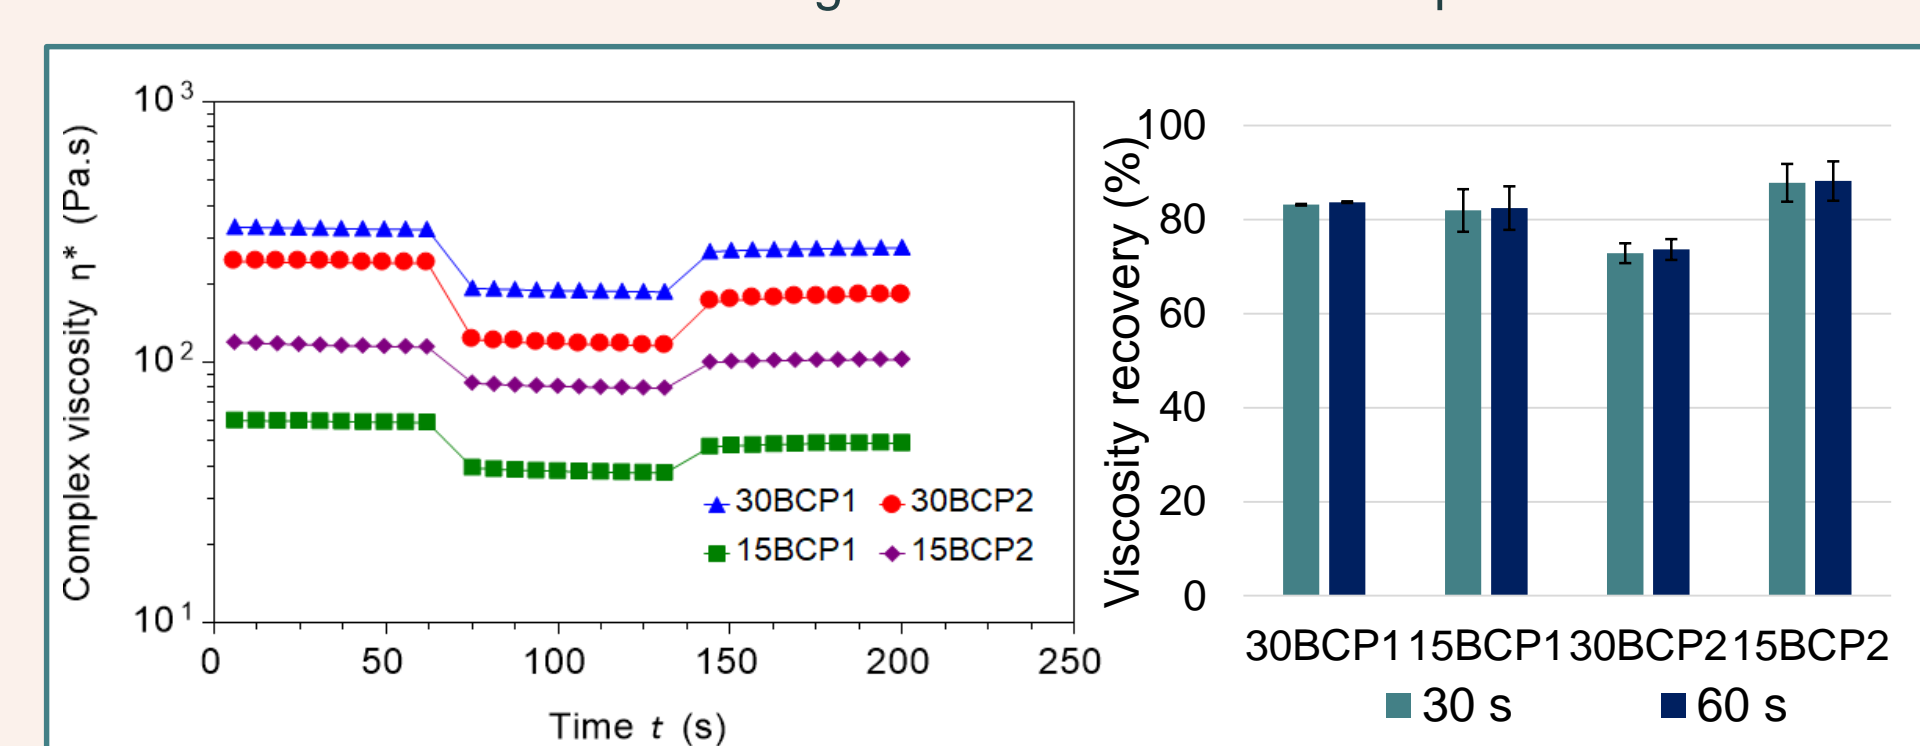 10³
10²
10¹
Complex viscosity η* (Pa.s)
0 50 100 150 200 250
Time t (s)
30BCP1 30BCP2
15BCP1 15BCP2
100
80
60
40
20
0
Viscosity recovery (%)
30BCP1 15BCP1 30BCP2 15BCP2
30 s 60 s